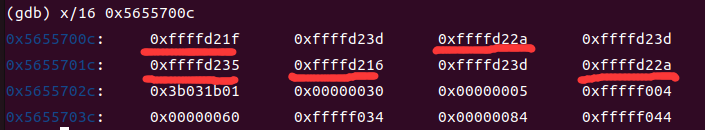 (gdb) x/16 0x5655700c
0x5655700c: 0xffffd21f 0xffffd23d 0xffffd22a 0xffffd23d
0x5655701c: 0xffffd235 0xffffd216 0xffffd23d 0xffffd22a
0x5655702c: 0x3b031b01 0x00000030 0x00000005 0xfffff004
0x5655703c: 0x00000060 0xfffff034 0x00000084 0xfffff044